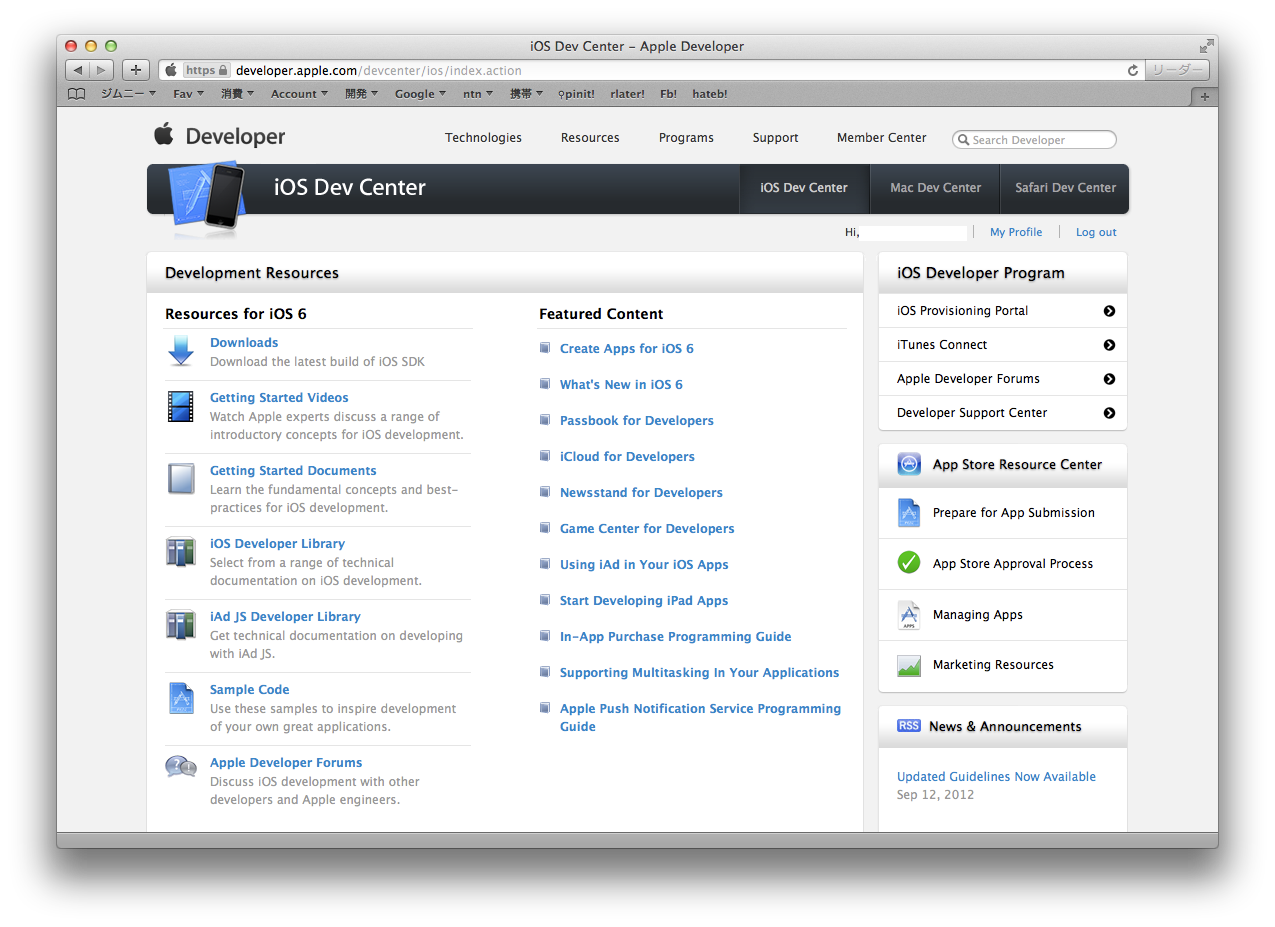 iOS Dev Center – Apple Developer
https developer.apple.com/devcenter/ios/index.action リーダー
ジムニー Fav 消費 Account 開発 Google ntn 携帯 pinit! rlater! Fb! hateb!
Developer Technologies Resources Programs Support Member Center Search Developer
iOS Dev Center iOS Dev Center Mac Dev Center Safari Dev Center
Hi, My Profile Log out
Development Resources
Resources for iOS 6
Downloads
Download the latest build of iOS SDK
Getting Started Videos
Watch Apple experts discuss a range of
introductory concepts for iOS development.
Getting Started Documents
Learn the fundamental concepts and best-
practices for iOS development.
iOS Developer Library
Select from a range of technical
documentation on iOS development.
iAd JS Developer Library
Get technical documentation on developing
with iAd JS.
Sample Code
Use these samples to inspire development
of your own great applications.
Apple Developer Forums
Discuss iOS development with other
developers and Apple engineers.
Featured Content
Create Apps for iOS 6
What's New in iOS 6
Passbook for Developers
iCloud for Developers
Newsstand for Developers
Game Center for Developers
Using iAd in Your iOS Apps
Start Developing iPad Apps
In-App Purchase Programming Guide
Supporting Multitasking In Your Applications
Apple Push Notification Service Programming
Guide
iOS Developer Program
iOS Provisioning Portal
iTunes Connect
Apple Developer Forums
Developer Support Center
App Store Resource Center
Prepare for App Submission
App Store Approval Process
APPS
Managing Apps
Marketing Resources
RSS News & Announcements
Updated Guidelines Now Available
Sep 12, 2012